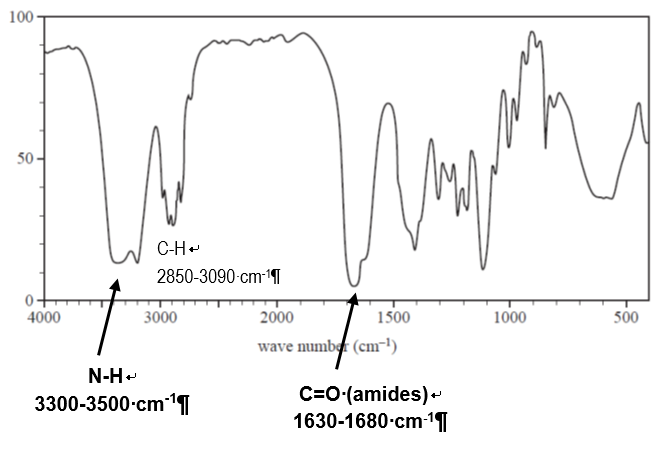 100
50
C-H↵
2850-3090·cm-1¶
0
4000 3000 2000 1500 1000 500
wave number (cm–1)
N-H↵
3300-3500·cm-1¶
C=O·(amides)↵
1630-1680·cm-1¶